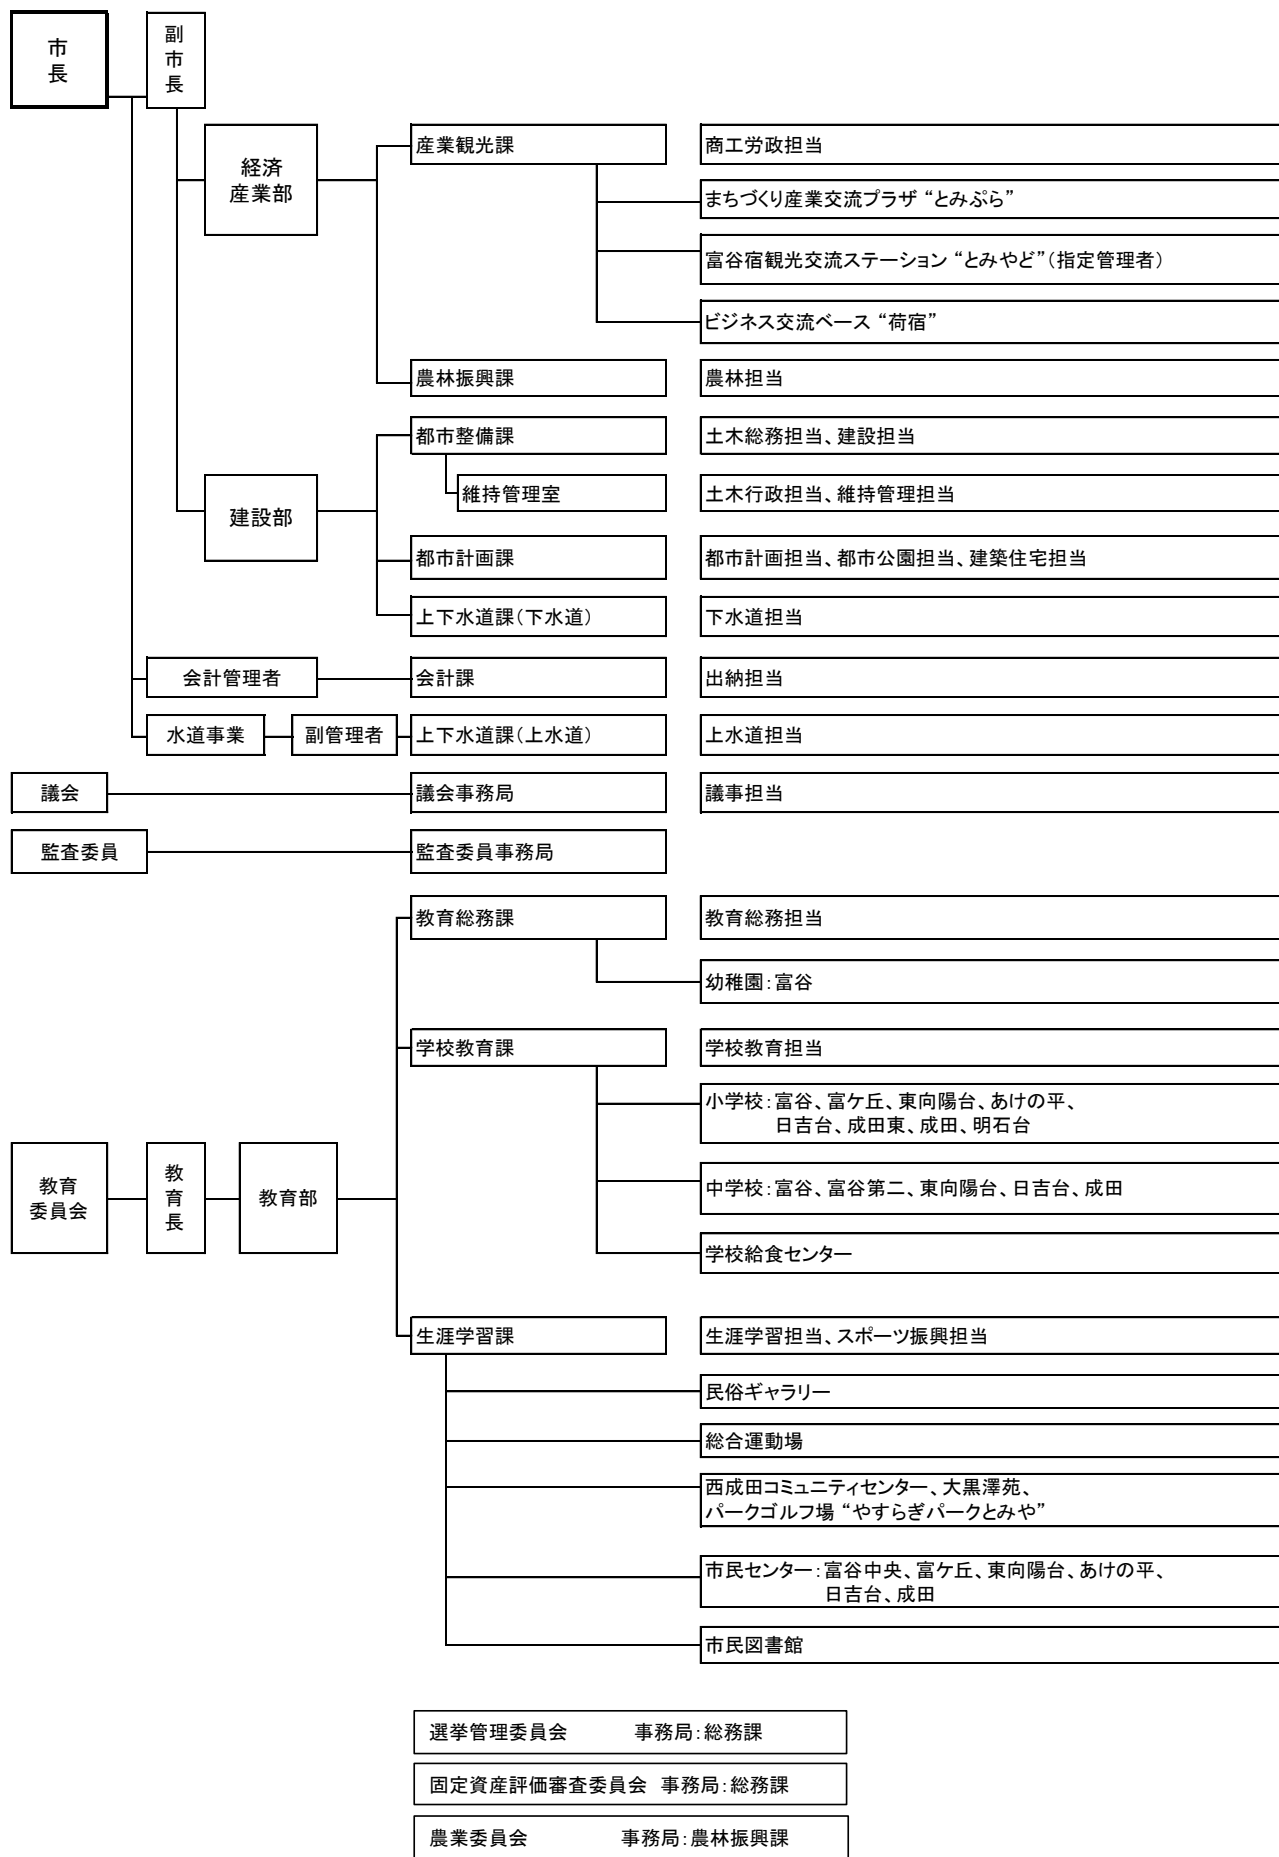 市
長
副
市
長
経済
産業部
産業観光課
商工労政担当
まちづくり産業交流プラザ “とみぷら”
富谷宿観光交流ステーション “とみやど”(指定管理者)
ビジネス交流ベース “荷宿”
農林振興課
農林担当
建設部
都市整備課
土木総務担当、建設担当
維持管理室
土木行政担当、維持管理担当
都市計画課
都市計画担当、都市公園担当、建築住宅担当
上下水道課(下水道)
下水道担当
会計管理者
会計課
出納担当
水道事業
副管理者
上下水道課(上水道)
上水道担当
議会
議会事務局
議事担当
監査委員
監査委員事務局
教育
委員会
教
育
長
教育部
教育総務課
教育総務担当
幼稚園:富谷
学校教育課
学校教育担当
小学校:富谷、富ケ丘、東向陽台、あけの平、
日吉台、成田東、成田、明石台
中学校:富谷、富谷第二、東向陽台、日吉台、成田
学校給食センター
生涯学習課
生涯学習担当、スポーツ振興担当
民俗ギャラリー
総合運動場
西成田コミュニティセンター、大黒澤苑、
パークゴルフ場 “やすらぎパークとみや”
市民センター:富谷中央、富ケ丘、東向陽台、あけの平、
日吉台、成田
市民図書館
選挙管理委員会 事務局:総務課
固定資産評価審査委員会 事務局:総務課
農業委員会 事務局:農林振興課